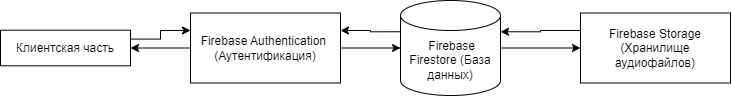 Клиентская часть
Firebase Authentication
(Аутентификация)
Firebase
Firestore (База
данных)
Firebase Storage
(Хранилище
аудиофайлов)